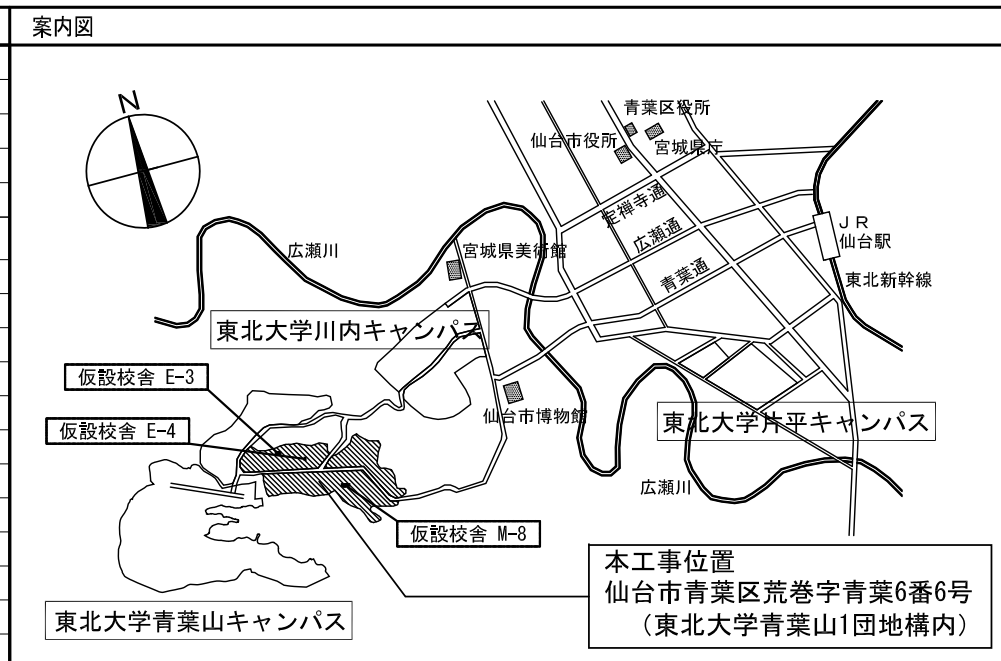 案内図
N
青葉区役所
仙台市役所
宮城県庁
定禅寺通
広瀬通
青葉通
JR
仙台駅
東北新幹線
広瀬川
宮城県美術館
東北大学川内キャンパス
仮設校舎 E-3
仮設校舎 E-4
仙台市博物館
東北大学片平キャンパス
広瀬川
仮設校舎 M-8
本工事位置
仙台市青葉区荒巻字青葉6番6号
（東北大学青葉山1団地構内）
東北大学青葉山キャンパス